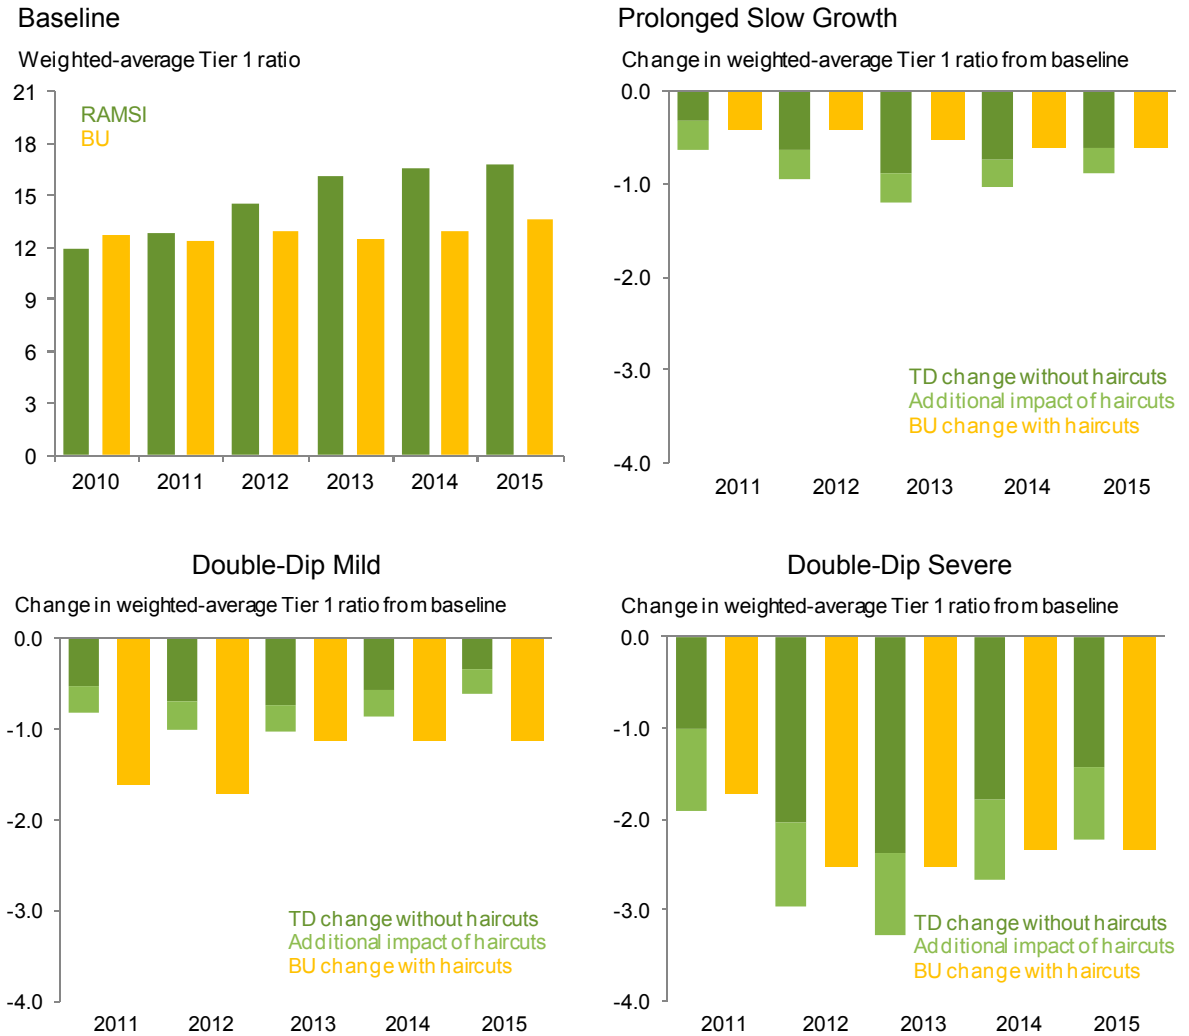 Baseline
Weighted-average Tier 1 ratio
21
18
15
12
9
6
3
0
RAMSI
BU
2010 2011 2012 2013 2014 2015
Prolonged Slow Growth
Change in weighted-average Tier 1 ratio from baseline
0.0
-1.0
-2.0
-3.0
-4.0
TD change without haircuts
Additional impact of haircuts
BU change with haircuts
2011 2012 2013 2014 2015
Double-Dip Mild
Change in weighted-average Tier 1 ratio from baseline
0.0
-1.0
-2.0
-3.0
-4.0
TD change without haircuts
Additional impact of haircuts
BU change with haircuts
2011 2012 2013 2014 2015
Double-Dip Severe
Change in weighted-average Tier 1 ratio from baseline
0.0
-1.0
-2.0
-3.0
-4.0
TD change without haircuts
Additional impact of haircuts
BU change with haircuts
2011 2012 2013 2014 2015